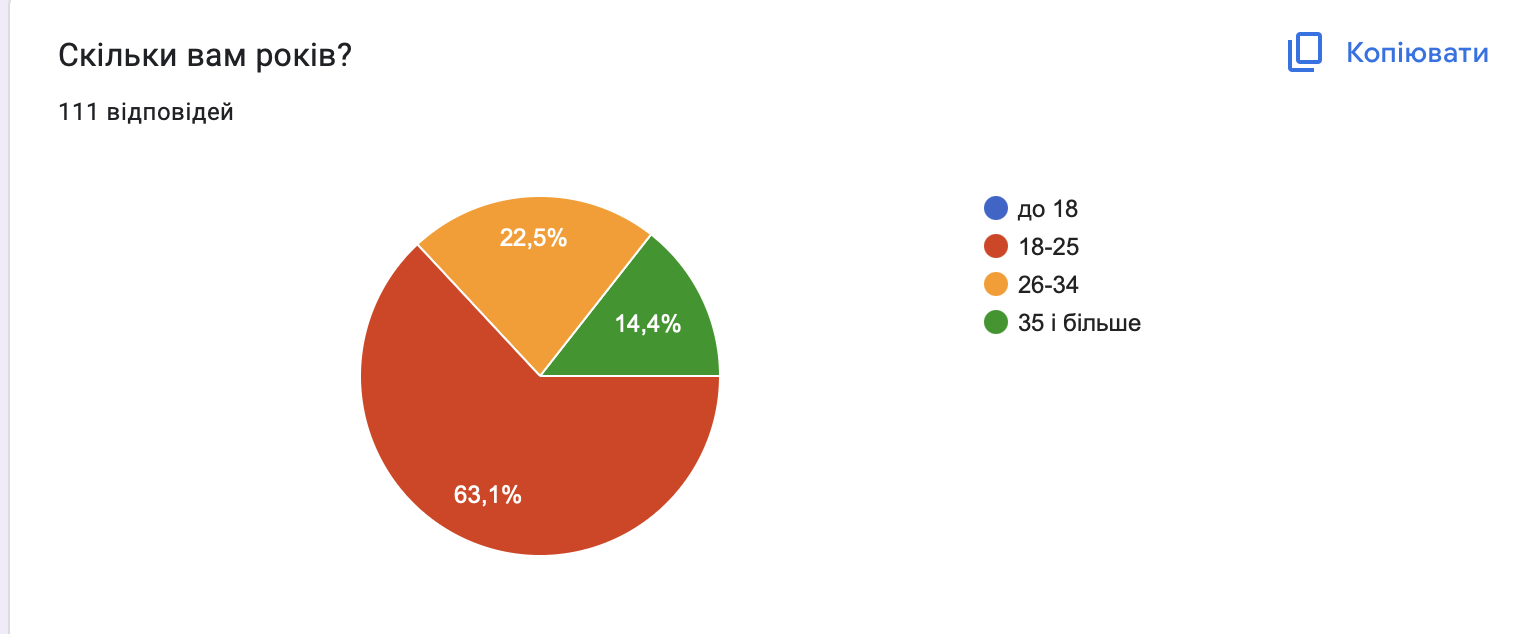 Скільки вам років?
Копіювати
111 відповідей
до 18
18-25
26-34
35 і більше
22,5%
14,4%
63,1%